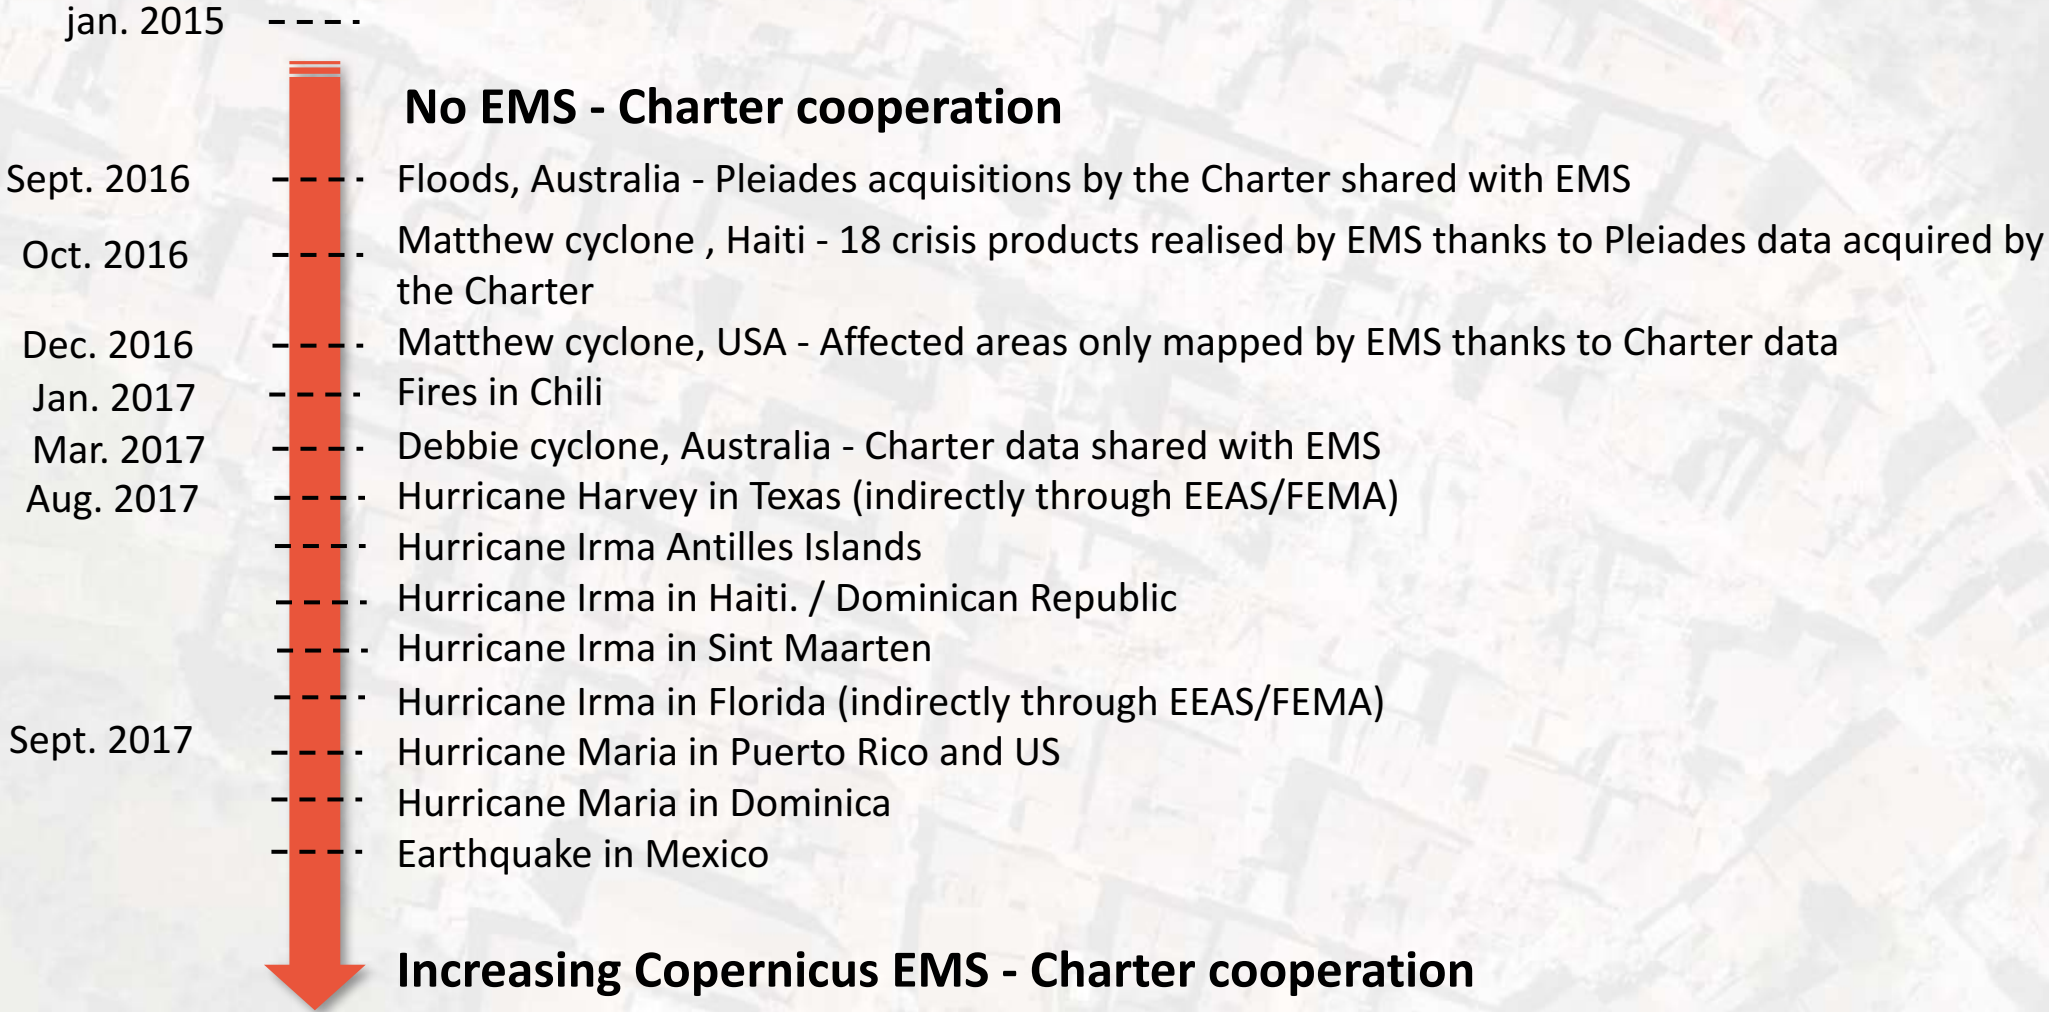 jan. 2015
No EMS - Charter cooperation
Sept. 2016
Floods, Australia - Pleiades acquisitions by the Charter shared with EMS
Oct. 2016
Matthew cyclone , Haiti - 18 crisis products realised by EMS thanks to Pleiades data acquired by
the Charter
Dec. 2016
Matthew cyclone, USA - Affected areas only mapped by EMS thanks to Charter data
Jan. 2017
Fires in Chili
Mar. 2017
Debbie cyclone, Australia - Charter data shared with EMS
Aug. 2017
Hurricane Harvey in Texas (indirectly through EEAS/FEMA)
Hurricane Irma Antilles Islands
Hurricane Irma in Haiti. / Dominican Republic
Hurricane Irma in Sint Maarten
Hurricane Irma in Florida (indirectly through EEAS/FEMA)
Sept. 2017
Hurricane Maria in Puerto Rico and US
Hurricane Maria in Dominica
Earthquake in Mexico
Increasing Copernicus EMS - Charter cooperation